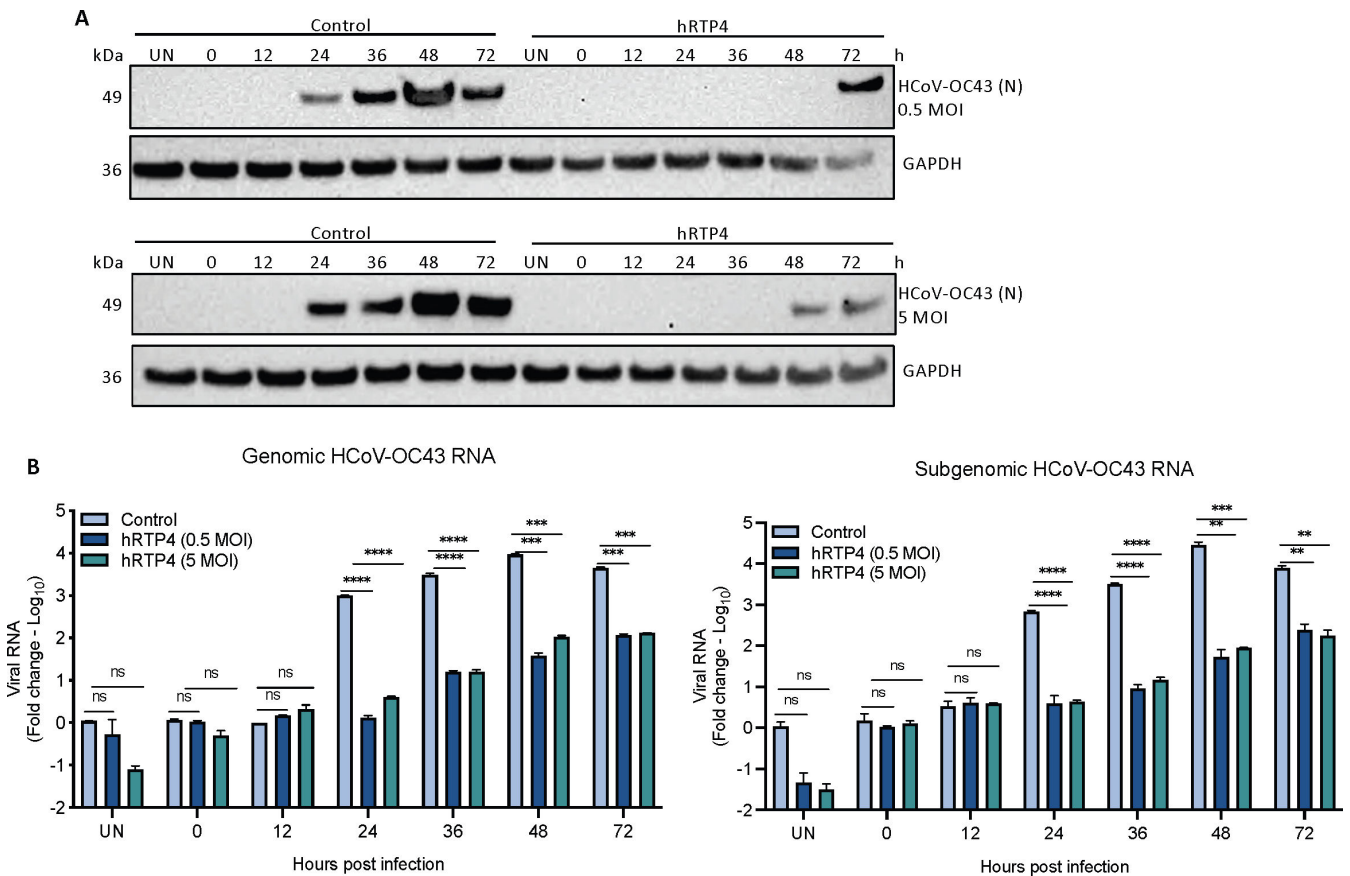 A
Control hRTP4
kDa UN 0 12 24 36 48 72 UN 0 12 24 36 48 72 h
49 HCoV-OC43 (N)
0.5 MOI
36 GAPDH
Control hRTP4
kDa UN 0 12 24 36 48 72 UN 0 12 24 36 48 72 h
49 HCoV-OC43 (N)
5 MOI
36 GAPDH
B
Genomic HCoV-OC43 RNA
Control
hRTP4 (0.5 MOI)
hRTP4 (5 MOI)
Viral RNA
(Fold change - Log10)
5
4
3
2
1
0
-1
-2
ns
ns
ns
ns
ns
ns
****
****
****
****
***
***
***
***
UN 0 12 24 36 48 72
Hours post infection
Subgenomic HCoV-OC43 RNA
Control
hRTP4 (0.5 MOI)
hRTP4 (5 MOI)
Viral RNA
(Fold change - Log10)
5
4
3
2
1
0
-1
-2
ns
ns
ns
ns
ns
ns
****
****
****
****
***
**
**
**
UN 0 12 24 36 48 72
Hours post infection